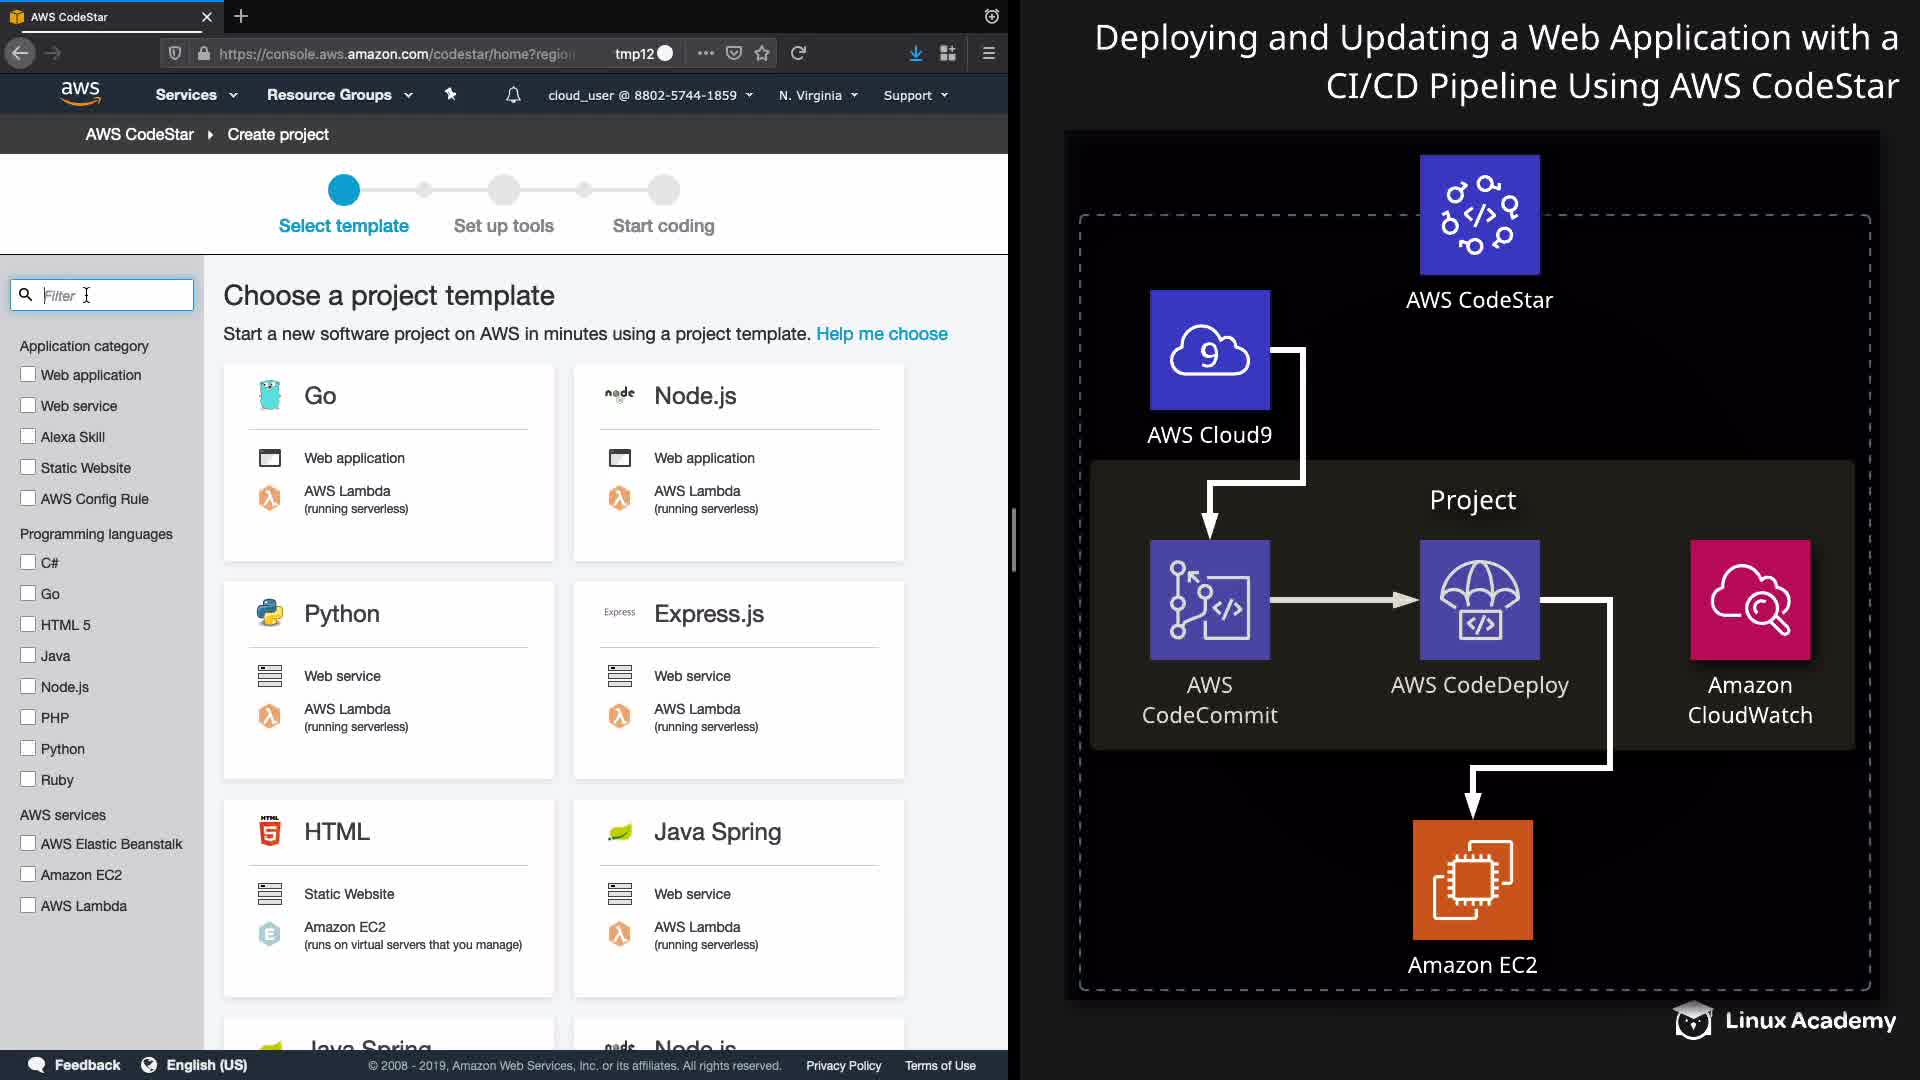 AWS CodeStar
https://console.aws.amazon.com/codestar/home?region
tmp12
aws
Services
Resource Groups
cloud_user @ 8802-5744-1859
N. Virginia
Support
AWS CodeStar
Create project
Select template
Set up tools
Start coding
Filter
Application category
Web application
Web service
Alexa Skill
Static Website
AWS Config Rule
Programming languages
C#
Go
HTML 5
Java
Node.js
PHP
Python
Ruby
AWS services
AWS Elastic Beanstalk
Amazon EC2
AWS Lambda
Choose a project template
Start a new software project on AWS in minutes using a project template. Help me choose
Go
Web application
AWS Lambda
(running serverless)
node
Node.js
Web application
AWS Lambda
(running serverless)
Python
Web service
AWS Lambda
(running serverless)
Express
Express.js
Web service
AWS Lambda
(running serverless)
HTML
5
HTML
Static Website
E
Amazon EC2
(runs on virtual servers that you manage)
Java Spring
Web service
AWS Lambda
(running serverless)
Java Spring
node
Node.js
Feedback
English (US)
© 2008 - 2019, Amazon Web Services, Inc. or its affiliates. All rights reserved.
Privacy Policy
Terms of Use
Deploying and Updating a Web Application with a
CI/CD Pipeline Using AWS CodeStar
</>
AWS CodeStar
9
AWS Cloud9
Project
</>
AWS
CodeCommit
</>
AWS CodeDeploy
Amazon
CloudWatch
Amazon EC2
Linux Academy